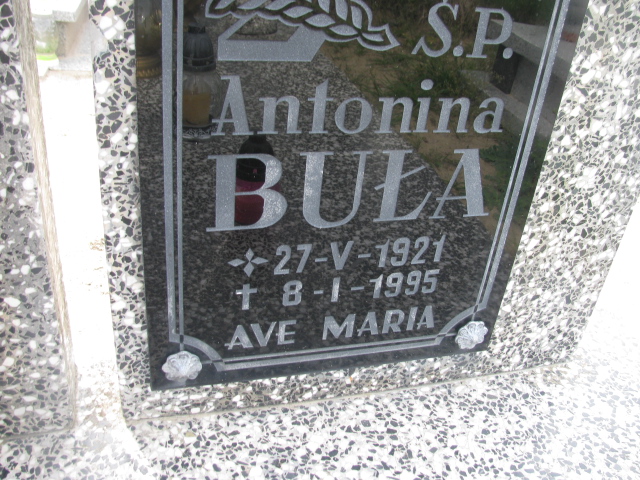 Ś.P.
Antonina
BUŁA
27-V-1921
8-I-1995
AVE MARIA